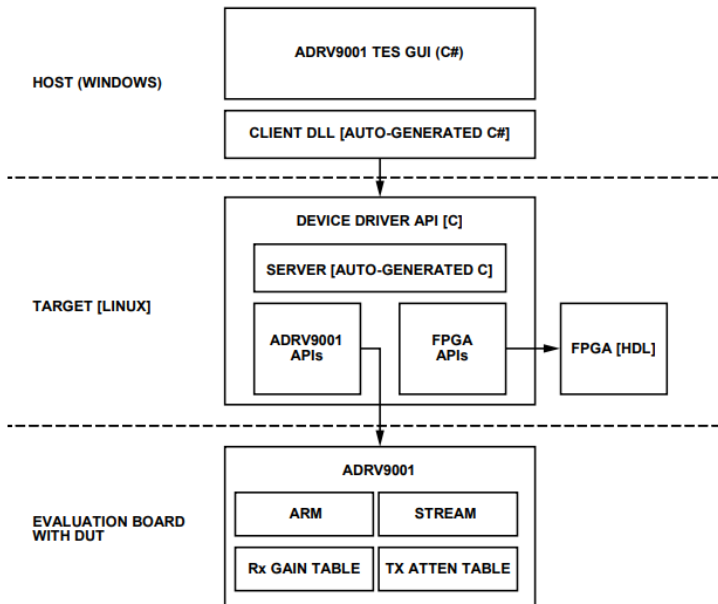 ADRV9001 TES GUI (C#)
HOST (WINDOWS)
CLIENT DLL [AUTO-GENERATED C#]
DEVICE DRIVER API [C]
SERVER [AUTO-GENERATED C]
TARGET [LINUX]
ADRV9001
APIs
FPGA
APIs
FPGA [HDL]
ADRV9001
ARM
STREAM
EVALUATION BOARD
WITH DUT
Rx GAIN TABLE
TX ATTEN TABLE